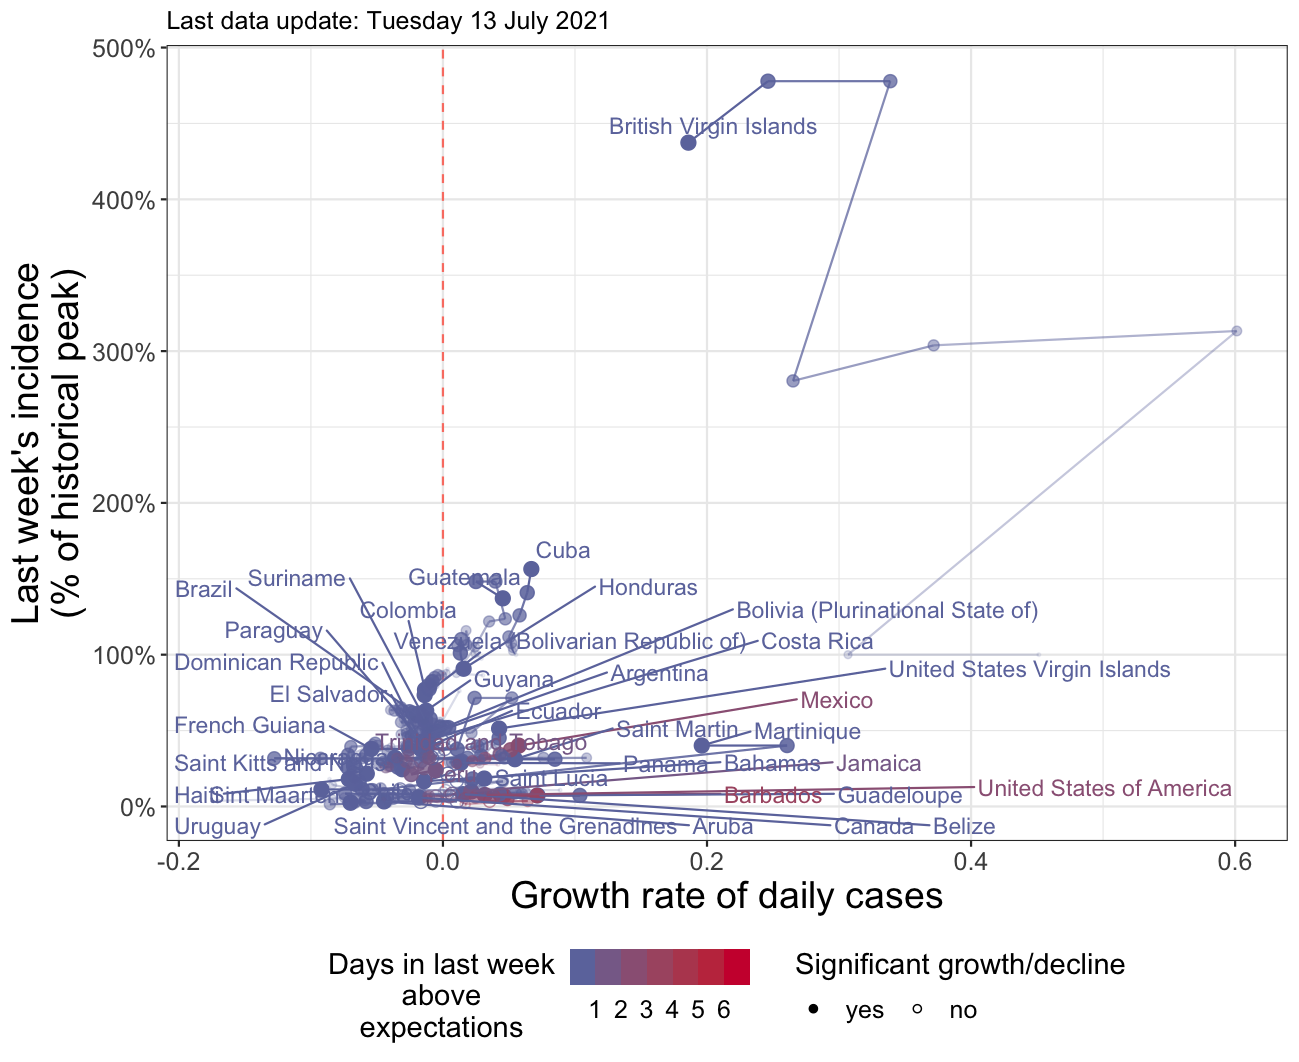 Last data update: Tuesday 13 July 2021
500%
400%
300%
200%
100%
0%
Last week's incidence
(% of historical peak)
British Virgin Islands
Cuba
Guatemala
Suriname
Brazil
Honduras
Colombia
Bolivia (Plurinational State of)
Paraguay
Venezuela (Bolivarian Republic of)
Costa Rica
Dominican Republic
United States Virgin Islands
Argentina
Guyana
El Salvador
Mexico
Ecuador
French Guiana
Saint Martin
Martinique
Trinidad and Tobago
Saint Kitts and
Panama
Bahamas
Jamaica
Saint Lucia
United States of America
Haiti
Barbados
Guadeloupe
Uruguay
Saint Vincent and the Grenadines
Aruba
Canada
Belize
-0.2
0.0
0.2
0.4
0.6
Growth rate of daily cases
Days in last week
above
expectations
1 2 3 4 5 6
Significant growth/decline
yes
no